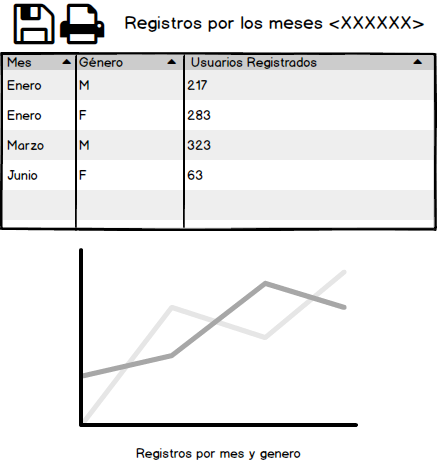 Registros por los meses <XXXXXX>
Mes Género Usuarios Registrados
Enero M 217
Enero F 283
Marzo M 323
Junio F 63
Registros por mes y genero